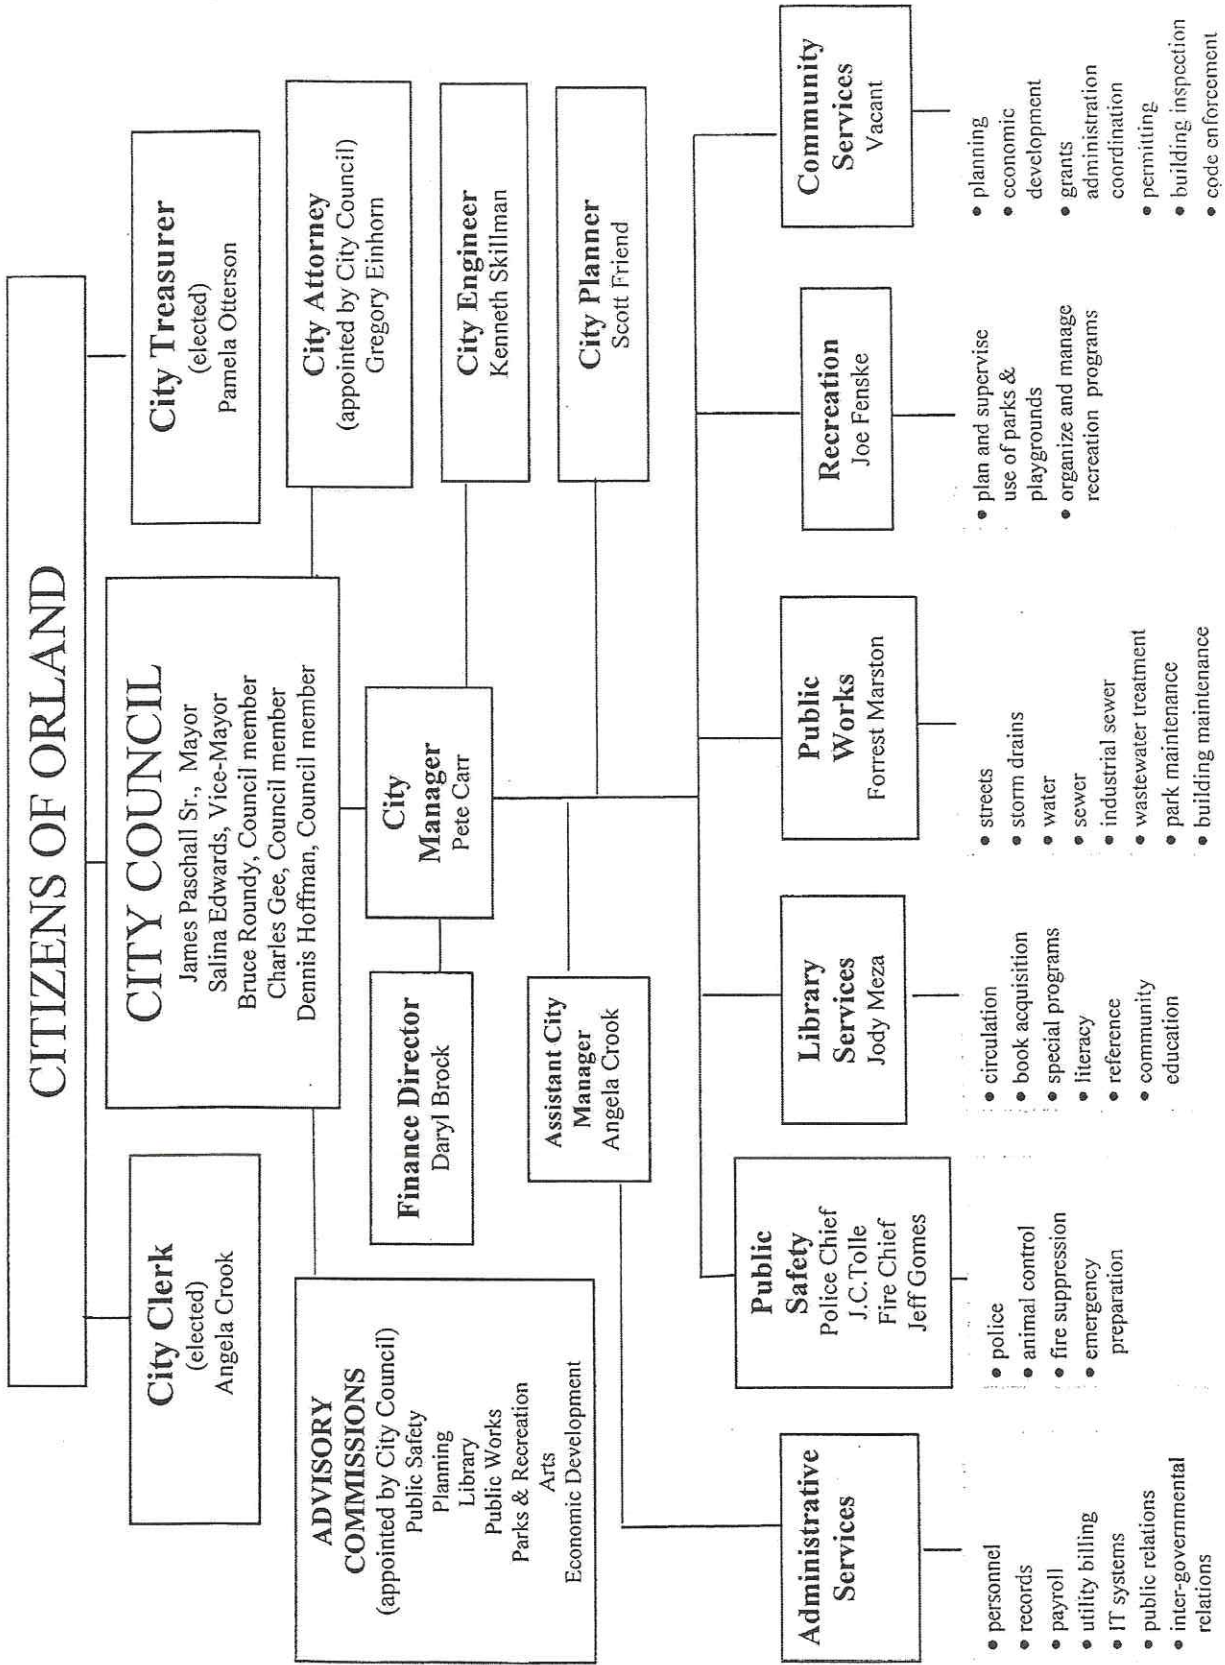 CITIZENS OF ORLAND
City Clerk
(elected)
Angela Crook
CITY COUNCIL
James Paschall Sr., Mayor
Salina Edwards, Vice-Mayor
Bruce Roundy, Council member
Charles Gee, Council member
Dennis Hoffman, Council member
City Treasurer
(elected)
Pamela Otterson
ADVISORY
COMMISSIONS
(appointed by City Council)
Public Safety
Planning
Library
Public Works
Parks & Recreation
Arts
Economic Development
City Attorney
(appointed by City Council)
Gregory Einhorn
Finance Director
Daryl Brock
City
Manager
Pete Carr
City Engineer
Kenneth Skillman
Assistant City
Manager
Angela Crook
City Planner
Scott Friend
Administrative
Services
• personnel
• records
• payroll
• utility billing
• IT systems
• public relations
• inter-governmental
relations
Public
Safety
Police Chief
J.C.Tolle
Fire Chief
Jeff Gomes
• police
• animal control
• fire suppression
• emergency
preparation
Library
Services
Jody Meza
• circulation
• book acquisition
• special programs
• literacy
• reference
• community
education
Public
Works
Forrest Marston
• streets
• storm drains
• water
• sewer
• industrial sewer
• wastewater treatment
• park maintenance
• building maintenance
Recreation
Joe Fenske
• plan and supervise
use of parks &
playgrounds
• organize and manage
recreation programs
Community
Services
Vacant
• planning
• economic
development
• grants
administration
coordination
• permitting
• building inspection
• code enforcement